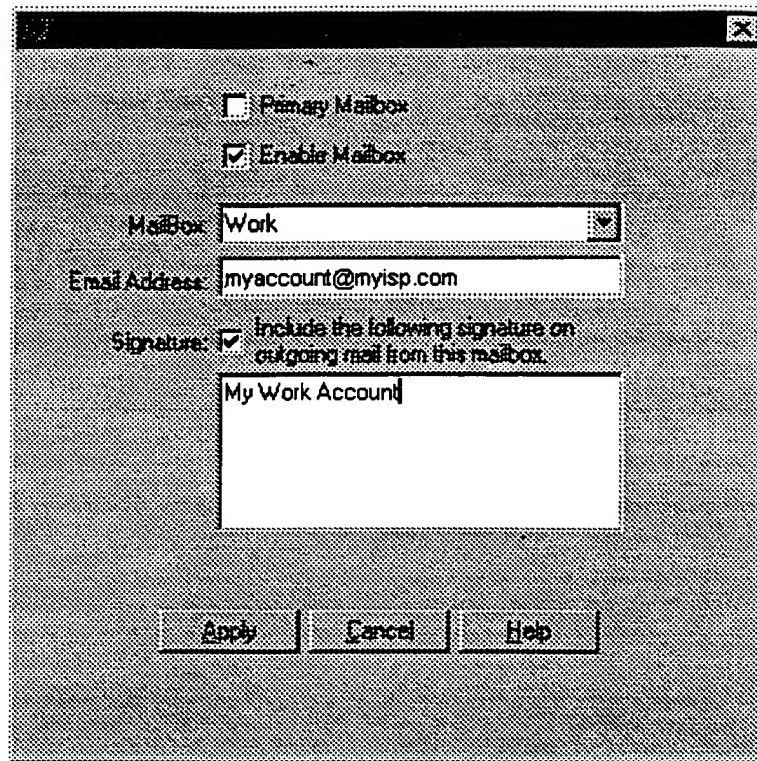 Primary Mailbox
Enable Mailbox
MailBox: Work
Email Address: myaccount@myisp.com
Signature: Include the following signature on
outgoing mail from this mailbox.
My Work Account
Apply Cancel Help